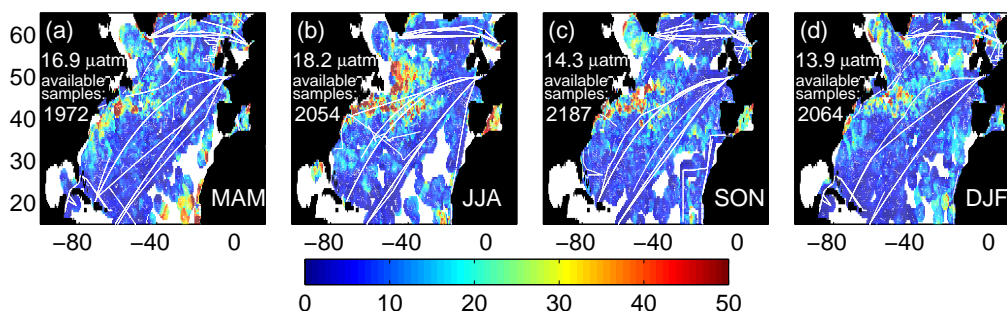 (a) (b) (c) (d)
16.9 µatm 18.2 µatm 14.3 µatm 13.9 µatm
available available available available
samples: samples: samples: samples:
1972 2054 2187 2064
MAM JJA SON DJF
60
50
40
30
20
−80 −40 0 −80 −40 0 −80 −40 0 −80 −40 0
0 10 20 30 40 50